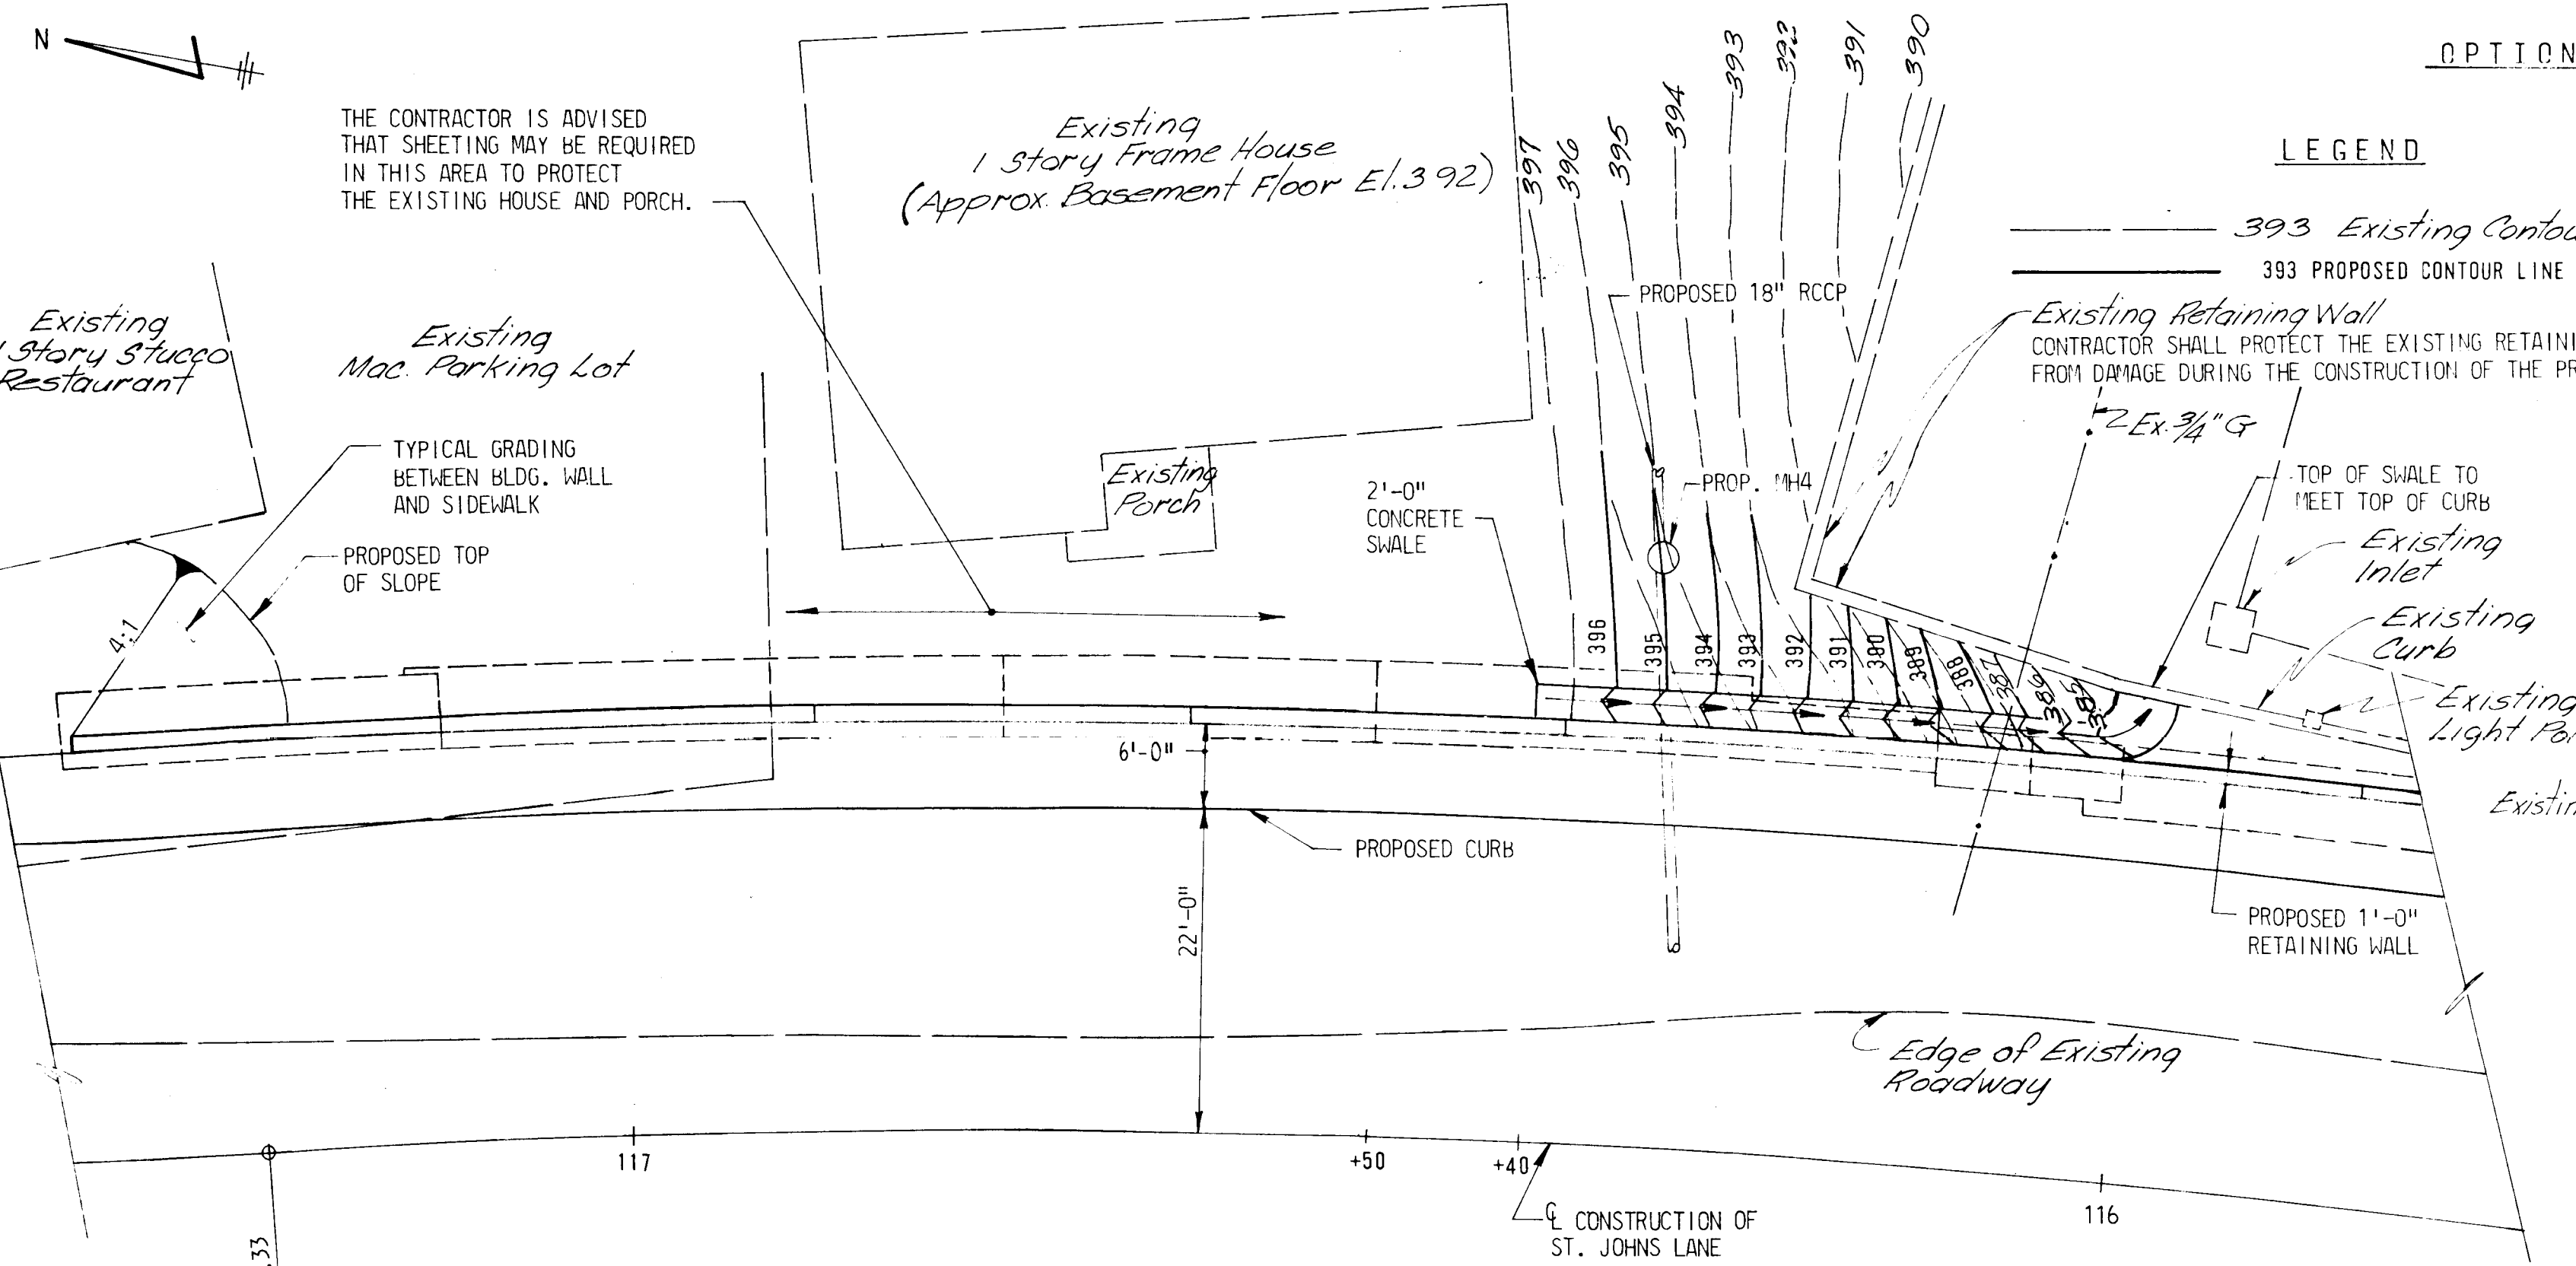 N
OPTION
THE CONTRACTOR IS ADVISED
THAT SHEETING MAY BE REQUIRED
IN THIS AREA TO PROTECT
THE EXISTING HOUSE AND PORCH.
Existing
1 Story Frame House
(Approx. Basement Floor El. 392)
397
396
395
394
393
392
391
390
LEGEND
393 Existing Contou
393 PROPOSED CONTOUR LINE
Existing
1 Story Stucco
Restaurant
Existing
Mac. Parking Lot
PROPOSED 18" RCCP
Existing Retaining Wall
CONTRACTOR SHALL PROTECT THE EXISTING RETAINI
FROM DAMAGE DURING THE CONSTRUCTION OF THE PR
Ex. 3/4" G
TYPICAL GRADING
BETWEEN BLDG. WALL
AND SIDEWALK
Existing
Porch
2'-0"
CONCRETE
SWALE
PROP. MH4
TOP OF SWALE TO
MEET TOP OF CURB
PROPOSED TOP
OF SLOPE
Existing
Inlet
4:1
Existing
Curb
396
395
394
393
392
391
390
389
388
387
386
385
Existing
Light
6'-0"
PROPOSED CURB
22'-0"
PROPOSED 1'-0"
RETAINING WALL
Edge of Existing
Roadway
117
+50
+40
116
℄ CONSTRUCTION OF
ST. JOHNS LANE
.33